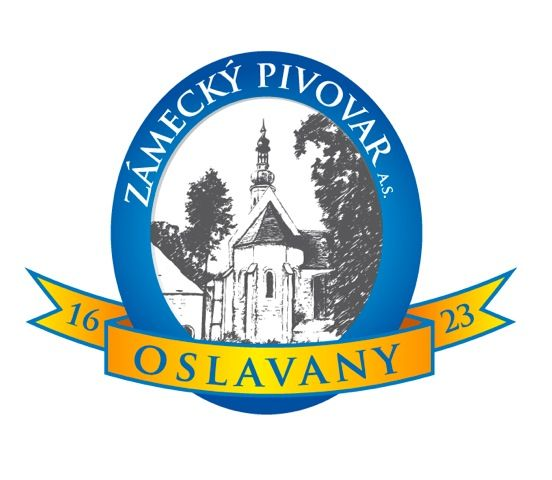 ZÁMECKÝ PIVOVAR A.S.
16 23
OSLAVANY